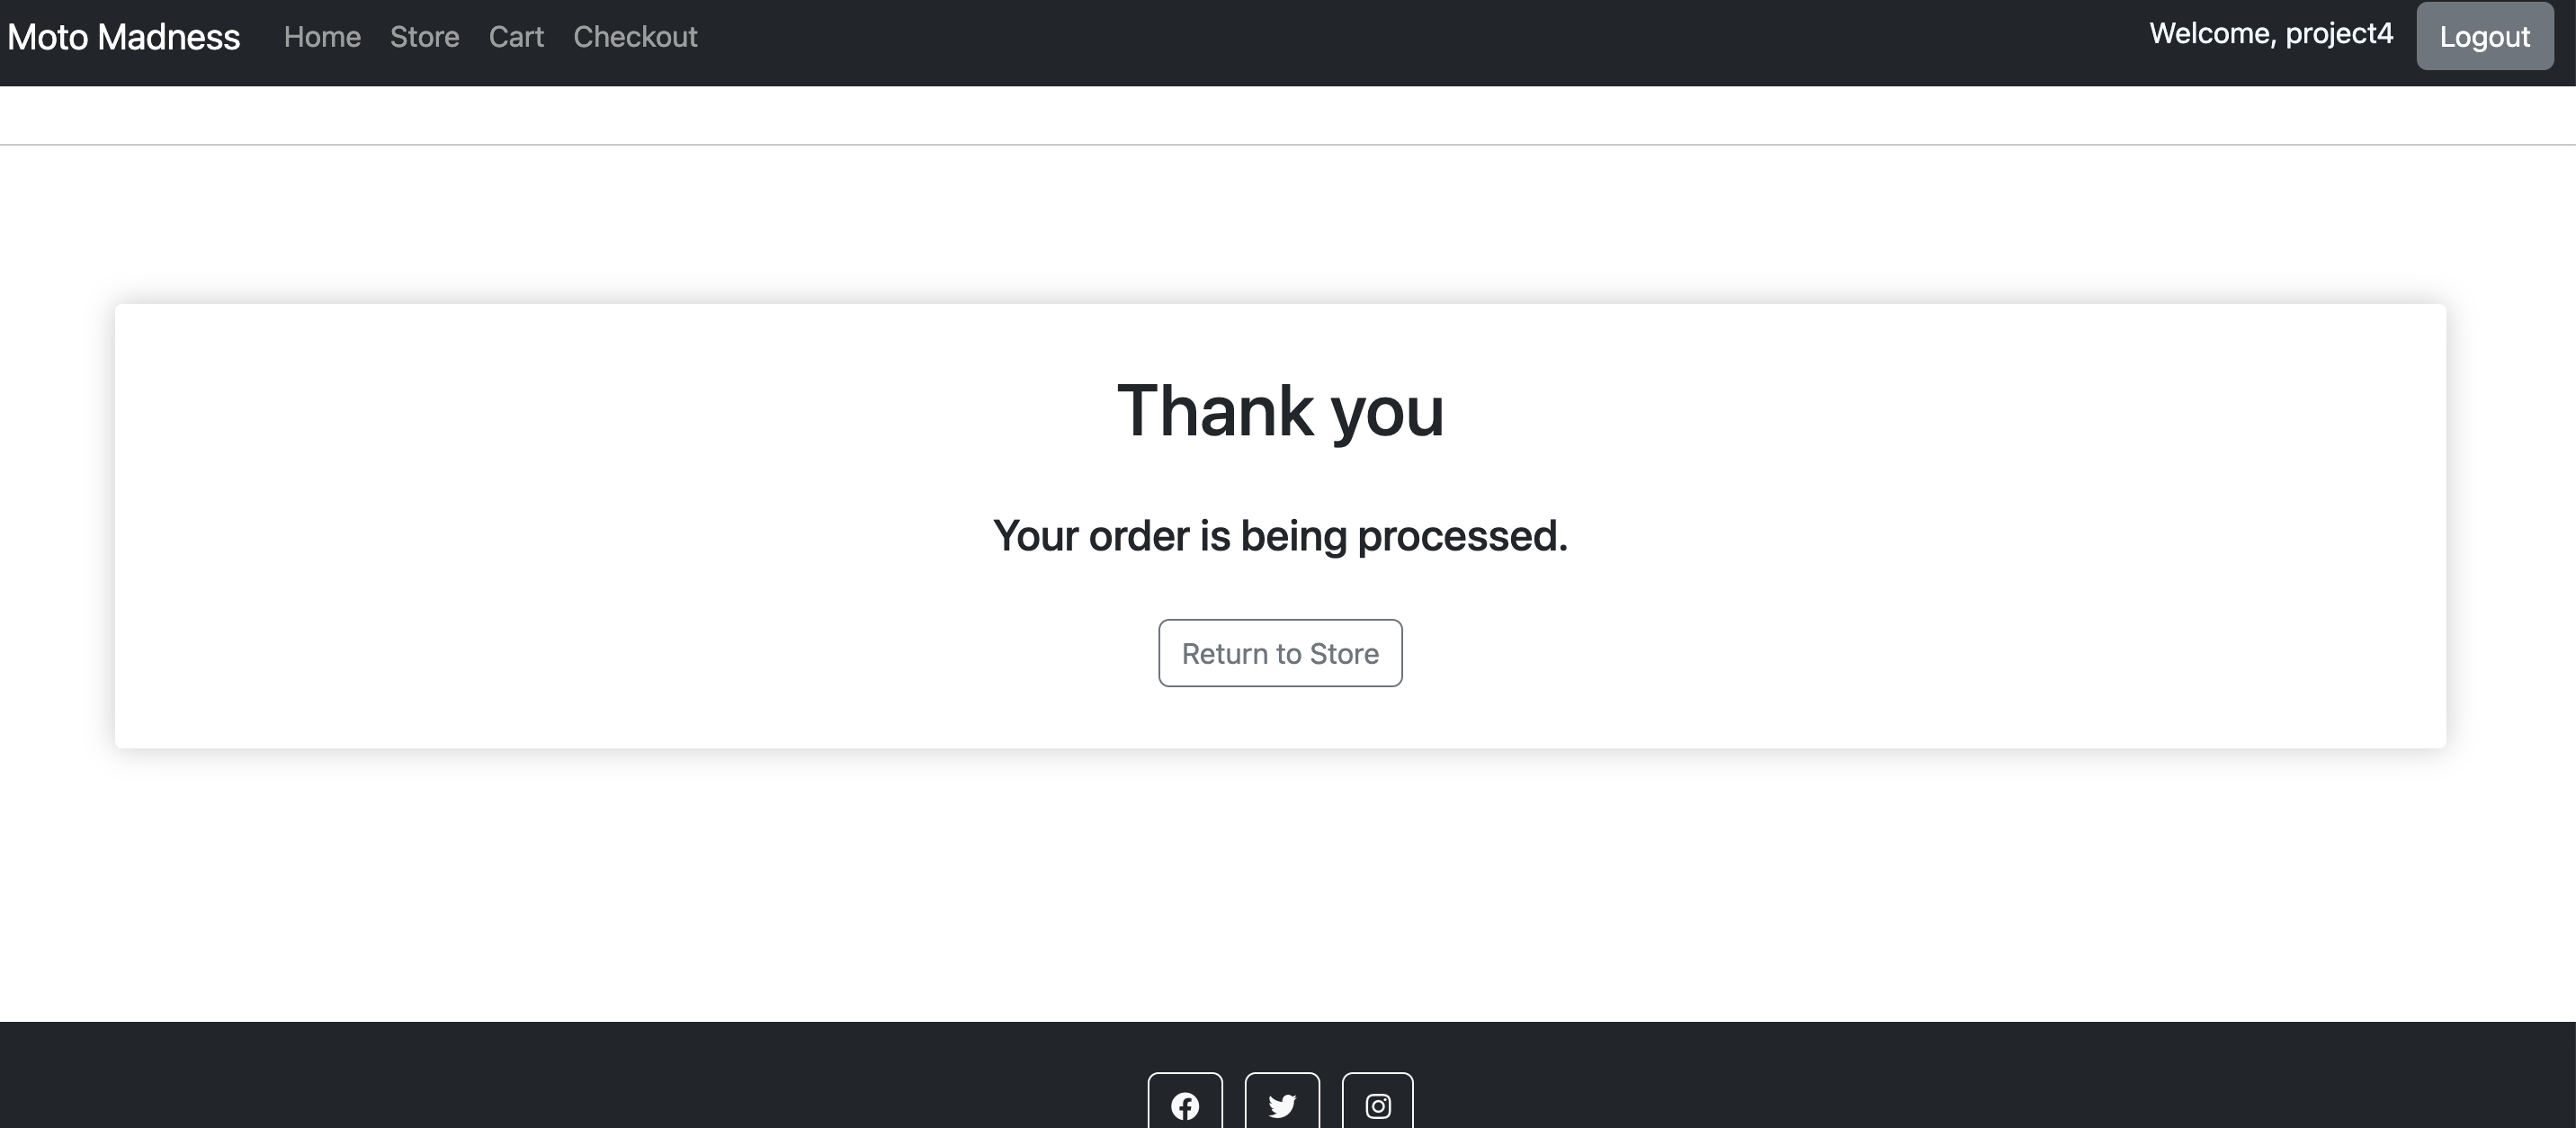 Moto Madness Home Store Cart Checkout Welcome, project4 Logout
Thank you
Your order is being processed.
Return to Store